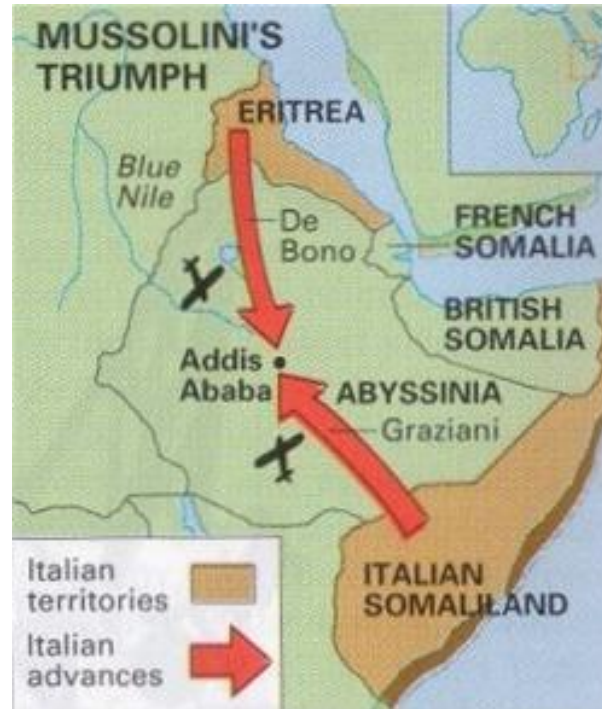 MUSSOLINI'S
TRIUMPH
ERITREA
Blue
Nile
De
Bono
FRENCH
SOMALIA
BRITISH
SOMALIA
Addis
Ababa
ABYSSINIA
Graziani
ITALIAN
SOMALILAND
Italian
territories
Italian
advances